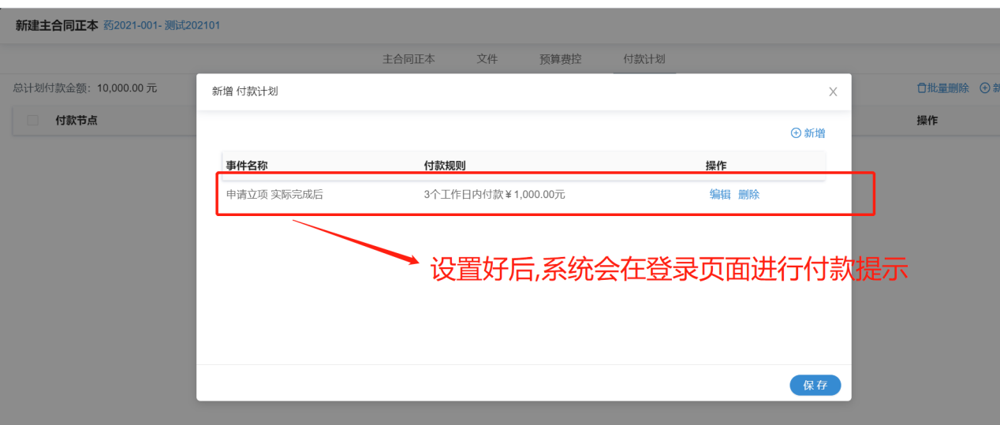 新建主合同正本 药2021-001- 测试202101
主合同正本 文件 预算费控 付款计划
总计划付款金额: 10,000.00 元 批量删除 新
付款节点 操作
新增 付款计划 X
新增
事件名称 付款规则 操作
申请立项 实际完成后 3个工作日内付款¥1,000.00元 编辑 删除
设置好后,系统会在登录页面进行付款提示
保存